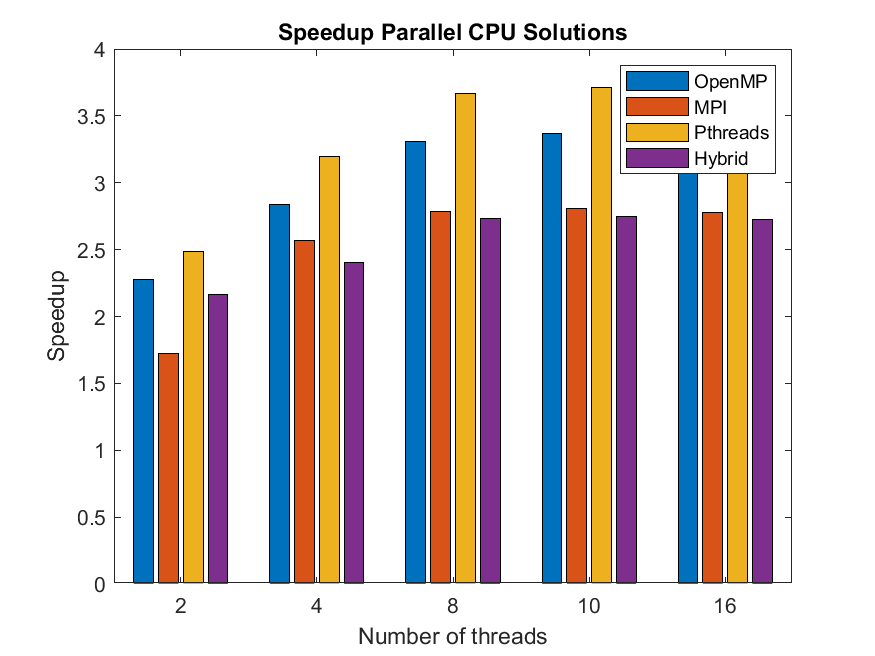 Speedup Parallel CPU Solutions
4
3.5
3
2.5
2
1.5
1
0.5
0
Speedup
OpenMP
MPI
Pthreads
Hybrid
2 4 8 10 16
Number of threads